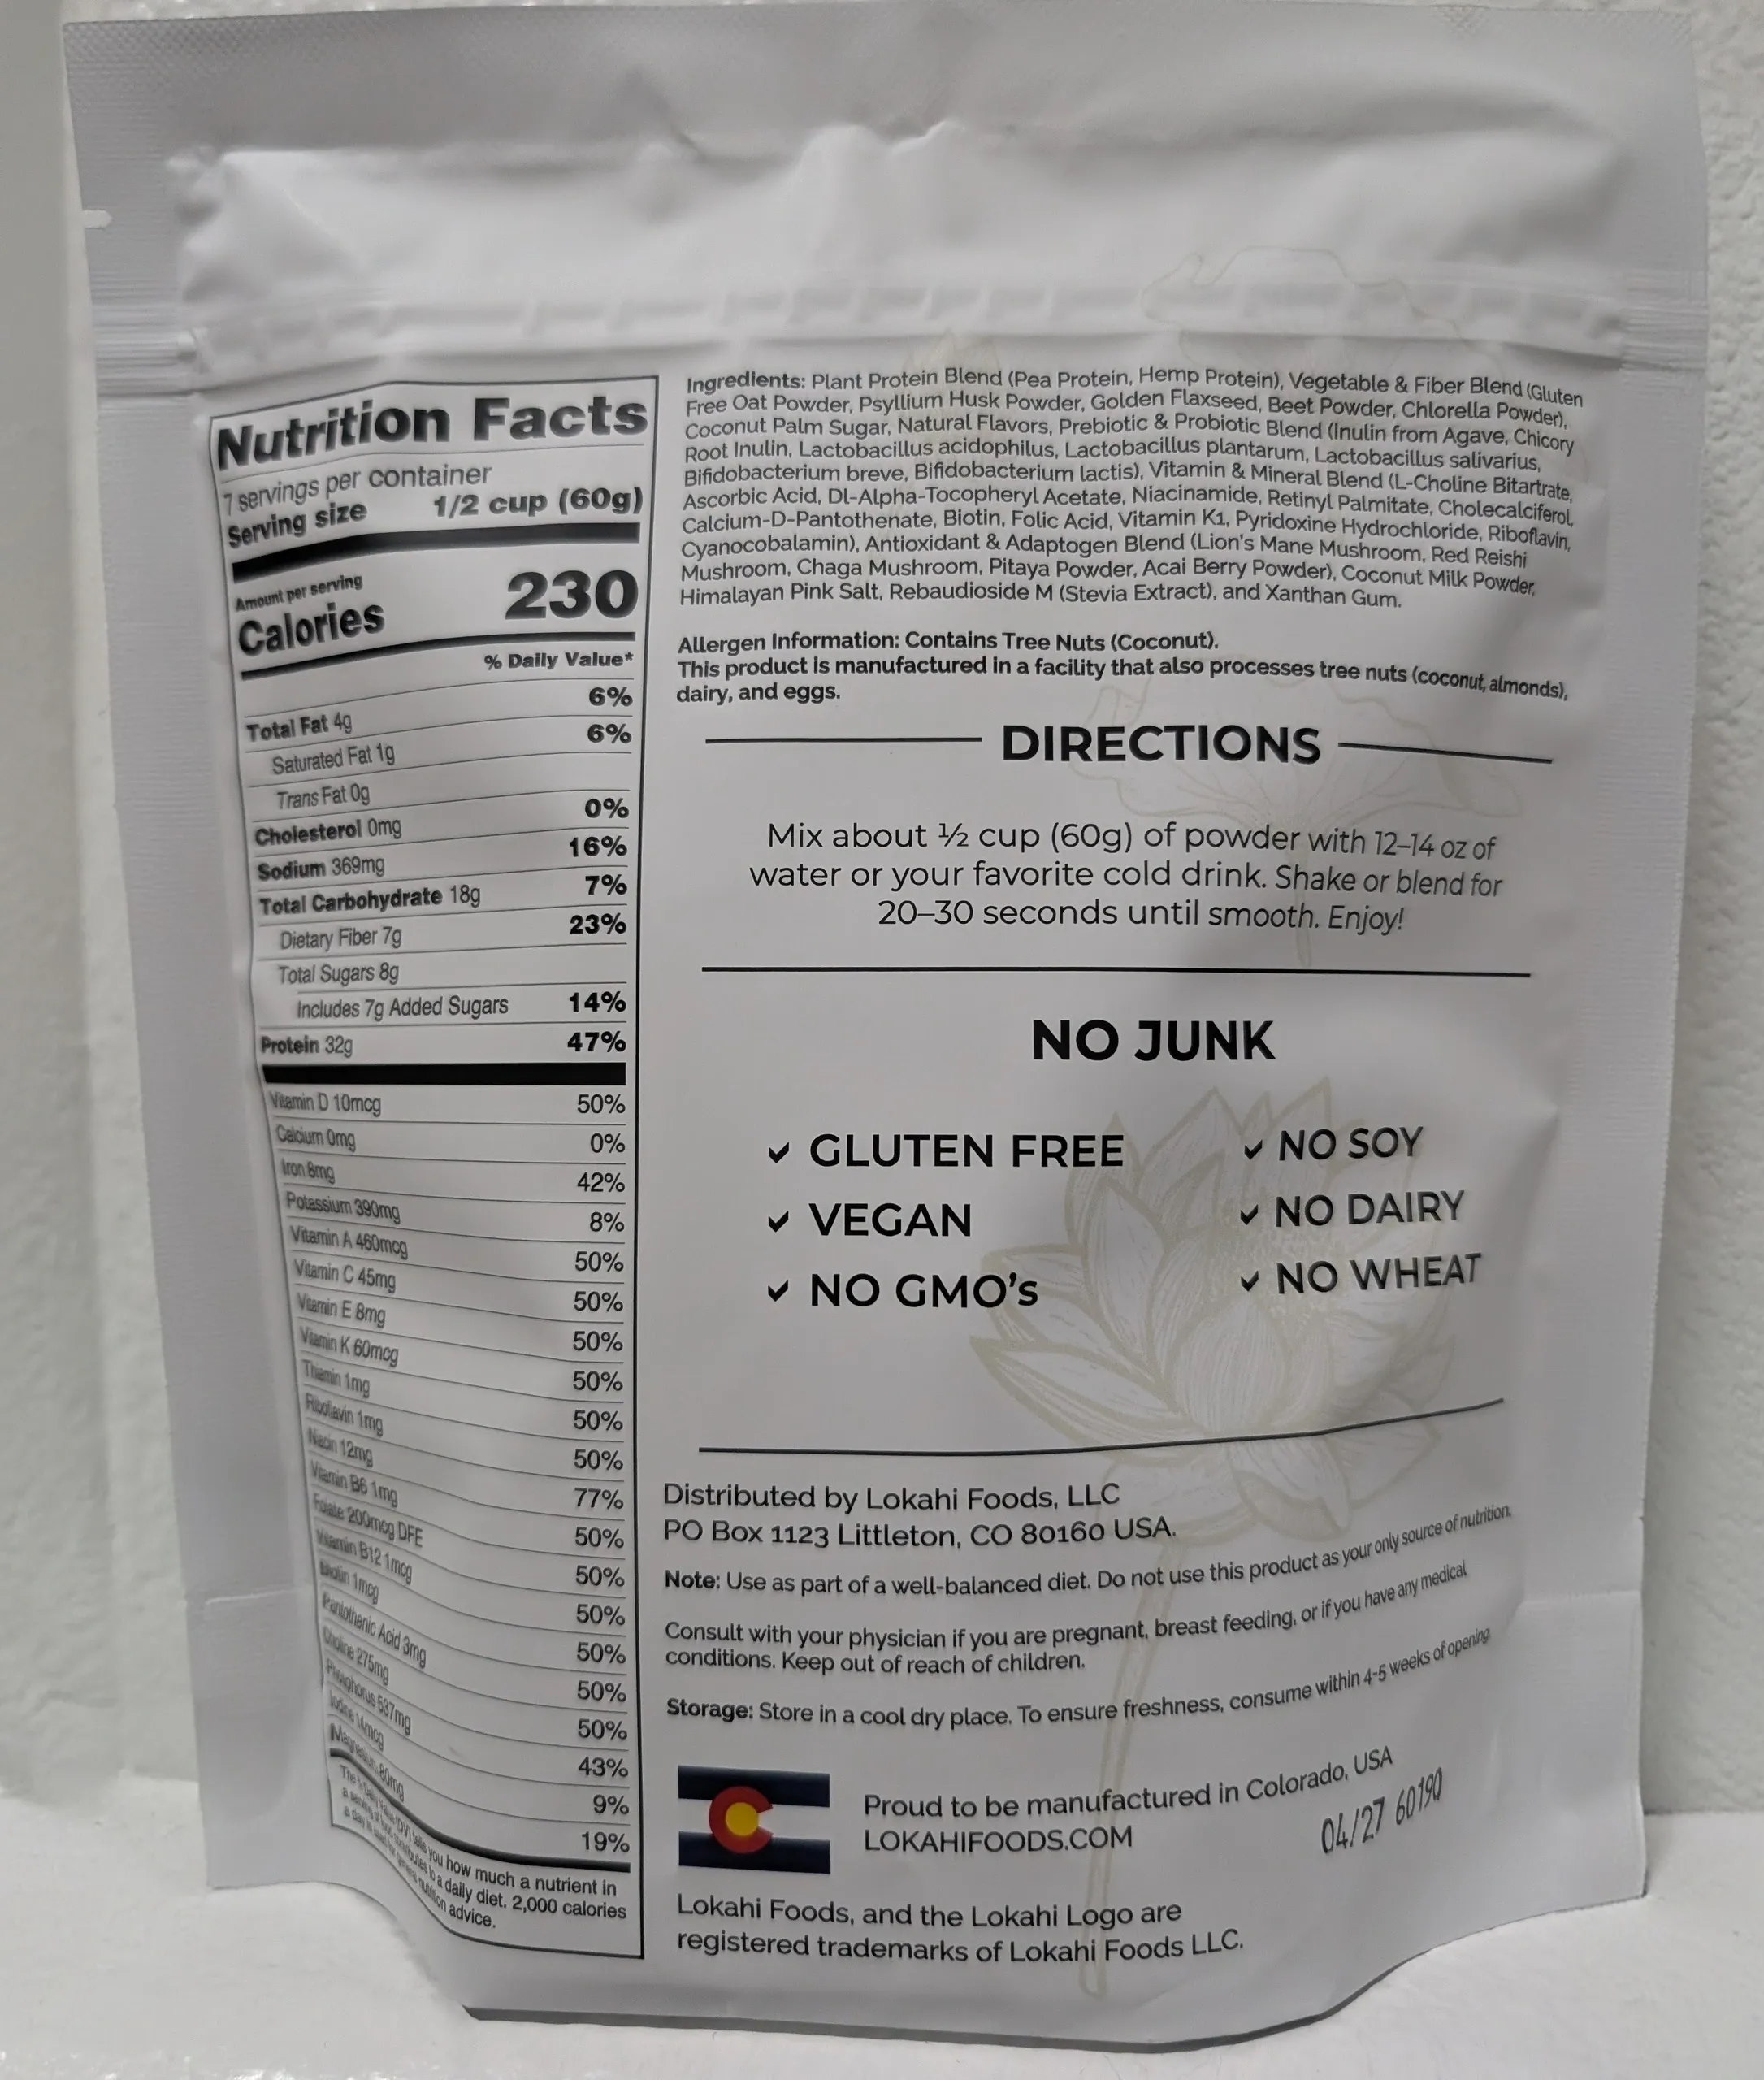 Nutrition Facts
7 servings per container
Serving size 1/2 cup (60g)
Amount per serving
Calories 230
% Daily Value*
Total Fat 4g 6%
Saturated Fat 1g 6%
Trans Fat 0g
Cholesterol 0mg 0%
Sodium 369mg 16%
Total Carbohydrate 18g 7%
Dietary Fiber 7g 23%
Total Sugars 8g
Includes 7g Added Sugars 14%
Protein 32g 47%
Vitamin D 10mcg 50%
Calcium 0mg 0%
Iron 8mg 42%
Potassium 390mg 8%
Vitamin A 460mcg 50%
Vitamin C 45mg 50%
Vitamin E 8mg 50%
Vitamin K 60mcg 50%
Thiamin 1mg 50%
Riboflavin 1mg 50%
Niacin 12mg 77%
Vitamin B6 1mg 50%
Folate 200mcg DFE 50%
Vitamin B12 1mcg 50%
Biotin 1mcg 50%
Pantothenic Acid 3mg 50%
Choline 275mg 50%
Phosphorus 537mg 43%
Iodine 14mcg 9%
Magnesium 80mg 19%
The % Daily Value (DV) tells you how much a nutrient in
a serving of food contributes to a daily diet. 2,000 calories
a day is used for general nutrition advice.
Ingredients: Plant Protein Blend (Pea Protein, Hemp Protein), Vegetable & Fiber Blend (Gluten
Free Oat Powder, Psyllium Husk Powder, Golden Flaxseed, Beet Powder, Chlorella Powder),
Coconut Palm Sugar, Natural Flavors, Prebiotic & Probiotic Blend (Inulin from Agave, Chicory
Root Inulin, Lactobacillus acidophilus, Lactobacillus plantarum, Lactobacillus salivarius,
Bifidobacterium breve, Bifidobacterium lactis), Vitamin & Mineral Blend (L-Choline Bitartrate,
Ascorbic Acid, Dl-Alpha-Tocopheryl Acetate, Niacinamide, Retinyl Palmitate, Cholecalciferol,
Calcium-D-Pantothenate, Biotin, Folic Acid, Vitamin K1, Pyridoxine Hydrochloride, Riboflavin,
Cyanocobalamin), Antioxidant & Adaptogen Blend (Lion's Mane Mushroom, Red Reishi
Mushroom, Chaga Mushroom, Pitaya Powder, Acai Berry Powder), Coconut Milk Powder,
Himalayan Pink Salt, Rebaudioside M (Stevia Extract), and Xanthan Gum.
Allergen Information: Contains Tree Nuts (Coconut).
This product is manufactured in a facility that also processes tree nuts (coconut, almonds),
dairy, and eggs.
DIRECTIONS
Mix about ½ cup (60g) of powder with 12–14 oz of
water or your favorite cold drink. Shake or blend for
20–30 seconds until smooth. Enjoy!
NO JUNK
GLUTEN FREE
VEGAN
NO GMO's
NO SOY
NO DAIRY
NO WHEAT
Distributed by Lokahi Foods, LLC
PO Box 1123 Littleton, CO 80160 USA.
Note: Use as part of a well-balanced diet. Do not use this product as your only source of nutrition.
Consult with your physician if you are pregnant, breast feeding, or if you have any medical
conditions. Keep out of reach of children.
Storage: Store in a cool dry place. To ensure freshness, consume within 4-5 weeks of opening.
Proud to be manufactured in Colorado, USA
LOKAHIFOODS.COM
04/27 60190
Lokahi Foods, and the Lokahi Logo are
registered trademarks of Lokahi Foods LLC.